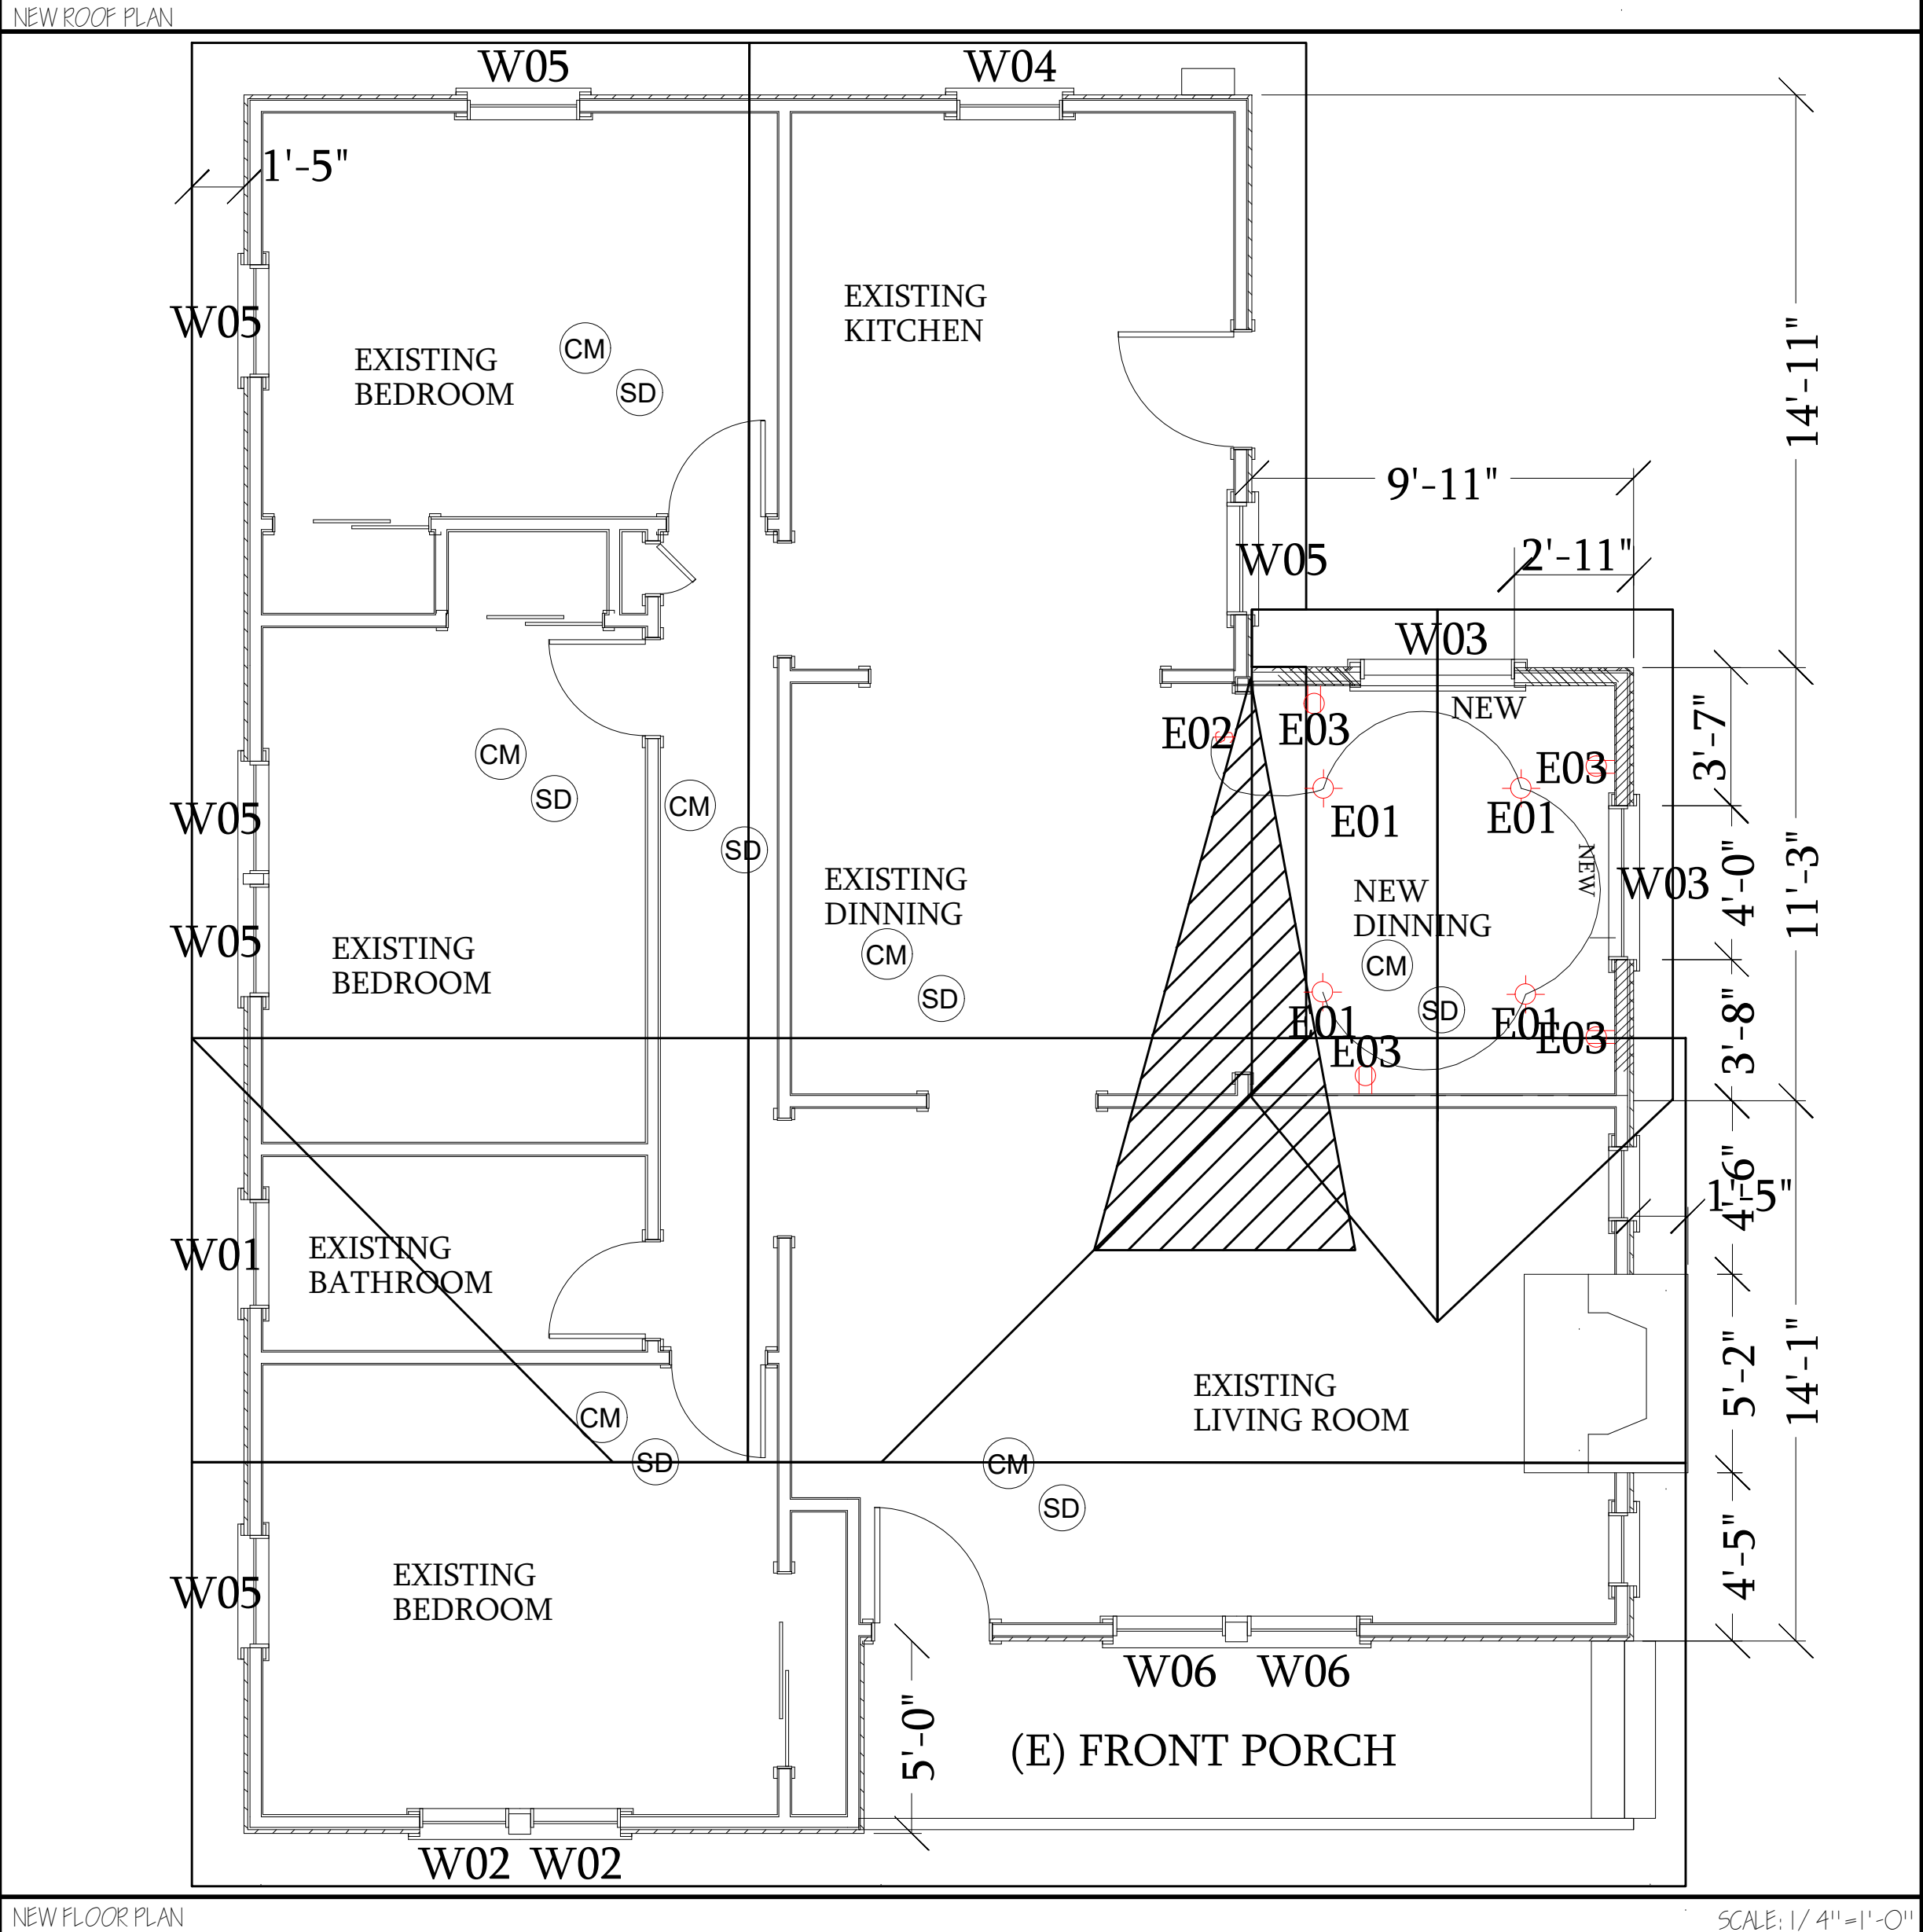 NEW ROOF PLAN
W05
W04
1'-5"
EXISTING
KITCHEN
W05
EXISTING
BEDROOM
CM
SD
14'-11"
9'-11"
2'-11"
W05
W03
NEW
E02
E03
3'-7"
E03
CM
SD
CM
SD
W05
E01
E01
NEW
EXISTING
DINNING
NEW
DINNING
W03
4'-0"
11'-3"
W05
EXISTING
BEDROOM
CM
SD
CM
SD
E01
E01
E03
E03
3'-8"
4'-6"
1'-5"
W01
EXISTING
BATHROOM
EXISTING
LIVING ROOM
5'-2"
14'-1"
CM
SD
CM
SD
W05
EXISTING
BEDROOM
4'-5"
W06 W06
5'-0"
(E) FRONT PORCH
W02 W02
NEW FLOOR PLAN
SCALE: 1/4"=1'-0"